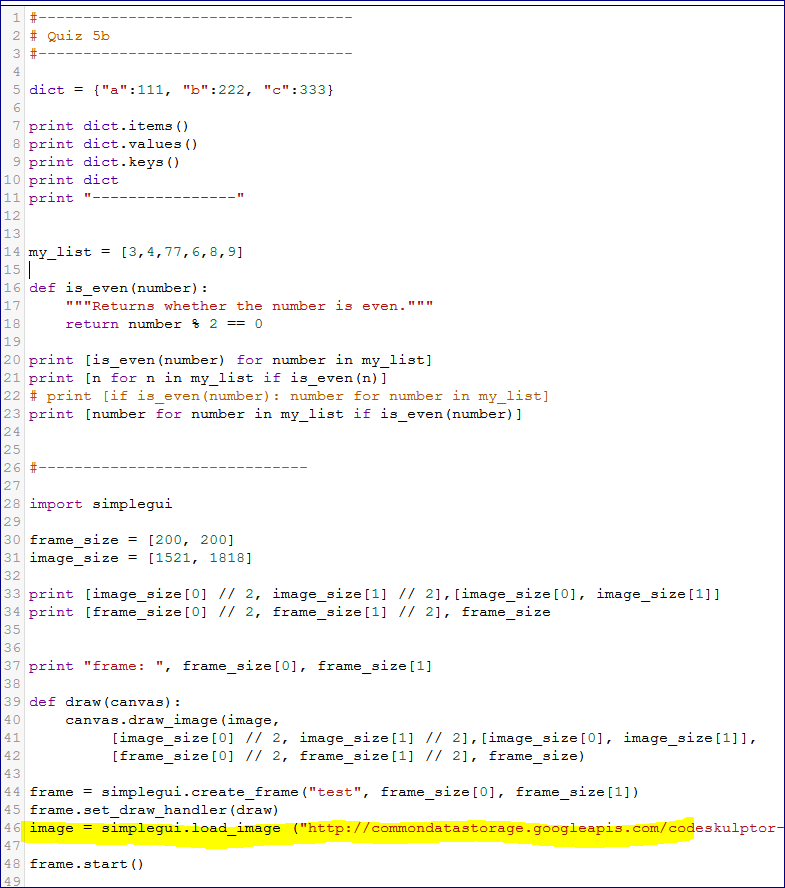 1 #-----------------------------------
2 # Quiz 5b
3 #-----------------------------------
4
5 dict = {"a":111, "b":222, "c":333}
6
7 print dict.items()
8 print dict.values()
9 print dict.keys()
10 print dict
11 print "----------------"
12
13
14 my_list = [3,4,77,6,8,9]
15
16 def is_even(number):
17     """Returns whether the number is even."""
18     return number % 2 == 0
19
20 print [is_even(number) for number in my_list]
21 print [n for n in my_list if is_even(n)]
22 # print [if is_even(number): number for number in my_list]
23 print [number for number in my_list if is_even(number)]
24
25
26 #------------------------------
27
28 import simplegui
29
30 frame_size = [200, 200]
31 image_size = [1521, 1818]
32
33 print [image_size[0] // 2, image_size[1] // 2],[image_size[0], image_size[1]]
34 print [frame_size[0] // 2, frame_size[1] // 2], frame_size
35
36
37 print "frame: ", frame_size[0], frame_size[1]
38
39 def draw(canvas):
40     canvas.draw_image(image,
41          [image_size[0] // 2, image_size[1] // 2],[image_size[0], image_size[1]],
42          [frame_size[0] // 2, frame_size[1] // 2], frame_size)
43
44 frame = simplegui.create_frame("test", frame_size[0], frame_size[1])
45 frame.set_draw_handler(draw)
46 image = simplegui.load_image ("http://commondatastorage.googleapis.com/codeskulptor-
47
48 frame.start()
49